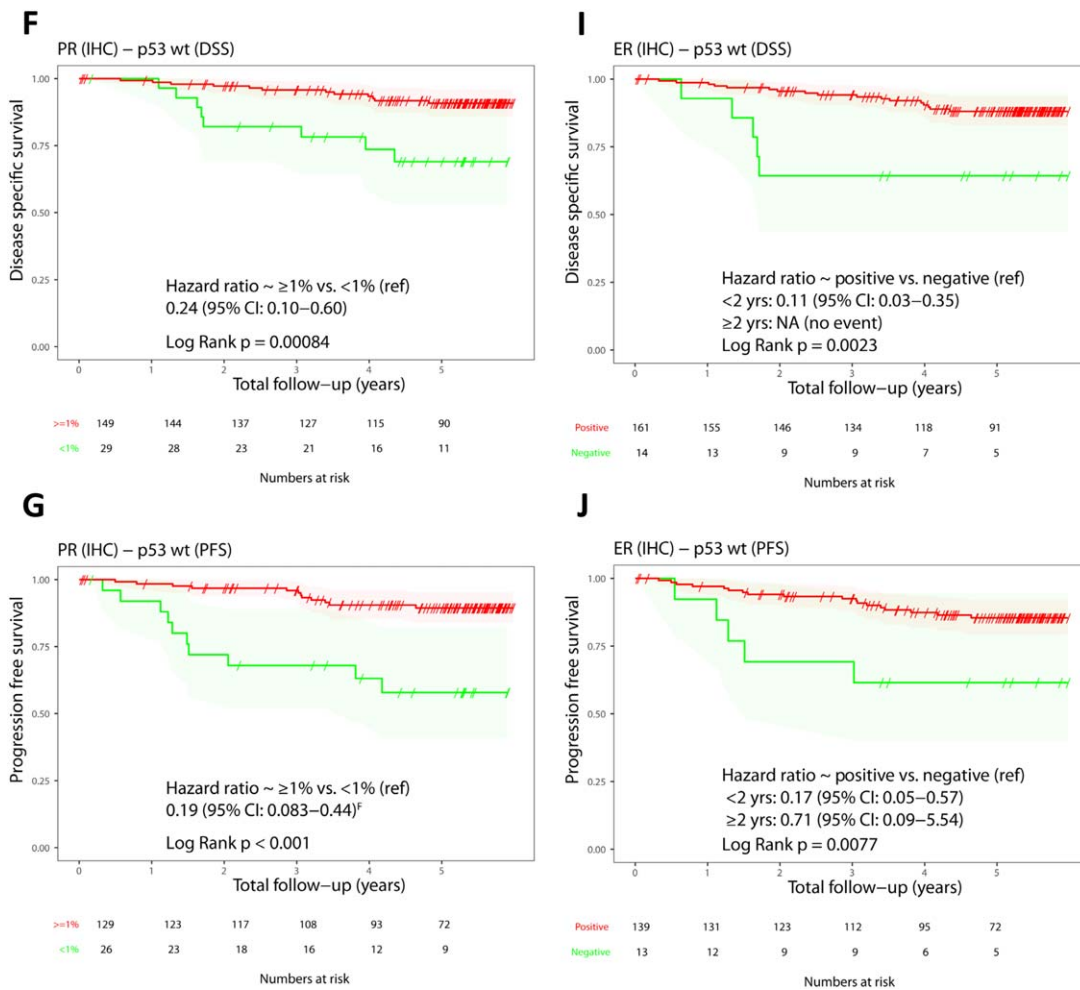 F
PR (IHC) – p53 wt (DSS)
Disease specific survival
1.00
0.75
0.50
0.25
0.00
Hazard ratio ~ ≥1% vs. <1% (ref)
0.24 (95% CI: 0.10–0.60)
Log Rank p = 0.00084
0 1 2 3 4 5
Total follow–up (years)
>=1% 149 144 137 127 115 90
<1% 29 28 23 21 16 11
Numbers at risk
I
ER (IHC) – p53 wt (DSS)
Disease specific survival
1.00
0.75
0.50
0.25
0.00
Hazard ratio ~ positive vs. negative (ref)
<2 yrs: 0.11 (95% CI: 0.03–0.35)
≥2 yrs: NA (no event)
Log Rank p = 0.0023
0 1 2 3 4 5
Total follow–up (years)
Positive 161 155 146 134 118 91
Negative 14 13 9 9 7 5
Numbers at risk
G
PR (IHC) – p53 wt (PFS)
Progression free survival
1.00
0.75
0.50
0.25
0.00
Hazard ratio ~ ≥1% vs. <1% (ref)
0.19 (95% CI: 0.083–0.44)F
Log Rank p < 0.001
0 1 2 3 4 5
Total follow–up (years)
>=1% 129 123 117 108 93 72
<1% 26 23 18 16 12 9
Numbers at risk
J
ER (IHC) – p53 wt (PFS)
Progression free survival
1.00
0.75
0.50
0.25
0.00
Hazard ratio ~ positive vs. negative (ref)
<2 yrs: 0.17 (95% CI: 0.05–0.57)
≥2 yrs: 0.71 (95% CI: 0.09–5.54)
Log Rank p = 0.0077
0 1 2 3 4 5
Total follow–up (years)
Positive 139 131 123 112 95 72
Negative 13 12 9 9 6 5
Numbers at risk